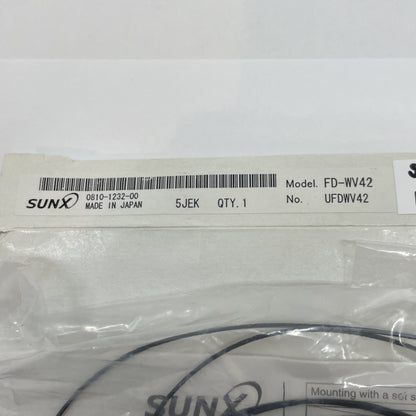 SUNX 0810-1232-00 Model. FD-WV42
MADE IN JAPAN 5JEK QTY.1 No. UFDWV42
SUNX
Mounting with a